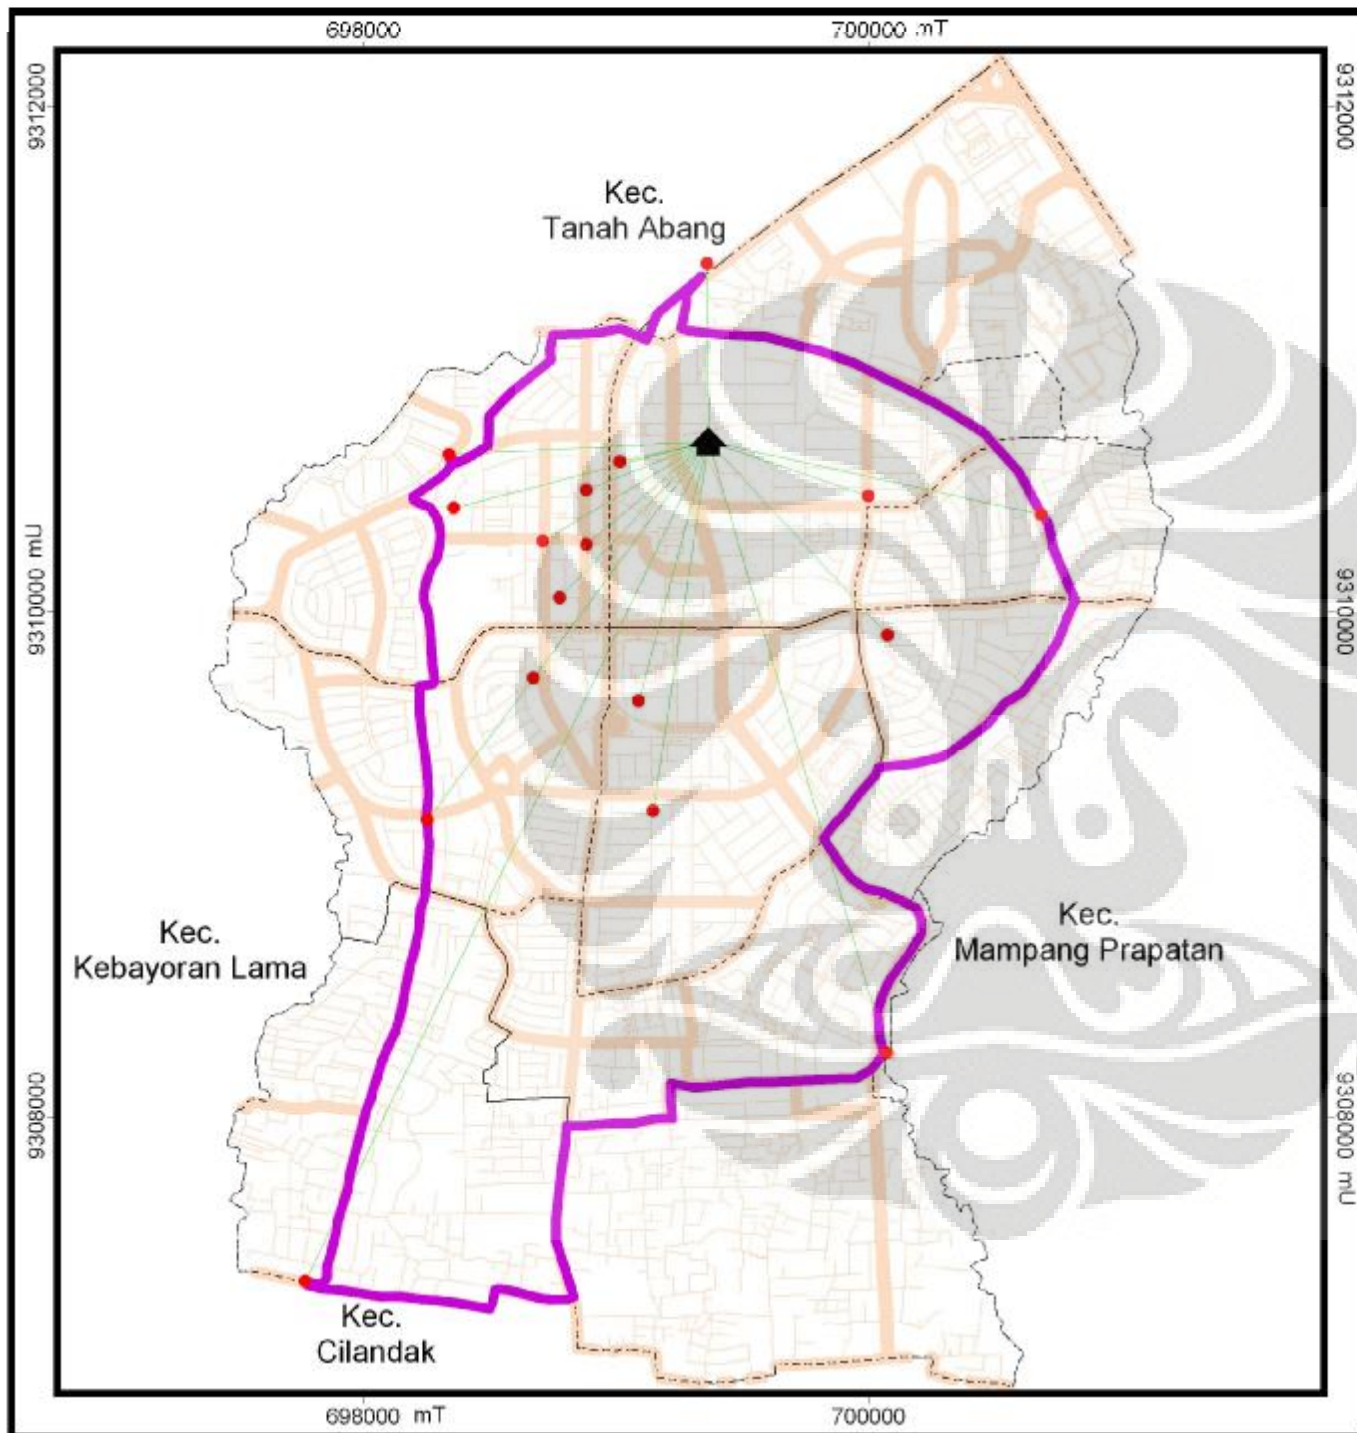 698000
700000 mT
9312000
9312000
Kec.
Tanah Abang
9310000 mU
9310000 mU
Kec.
Kebayoran Lama
Kec.
Mampang Prapatan
9308000
9308000 mU
Kec.
Cilandak
698000 mT
700000